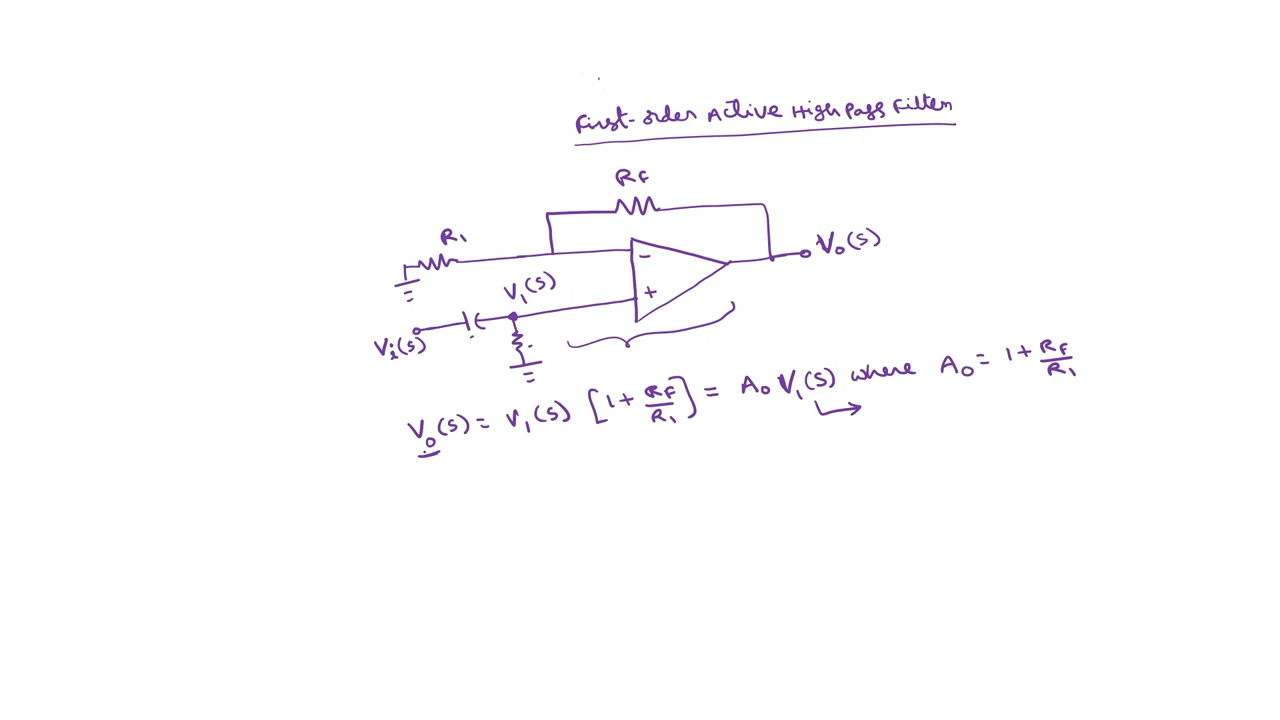 First-order Active High Pass Filter
RF
R1
V0(s)
-
V1(s)
+
Vi(s)
V0(s) = V1(s) [1 + RF/R1] = A0 V1(s) where A0 = 1 + RF/R1